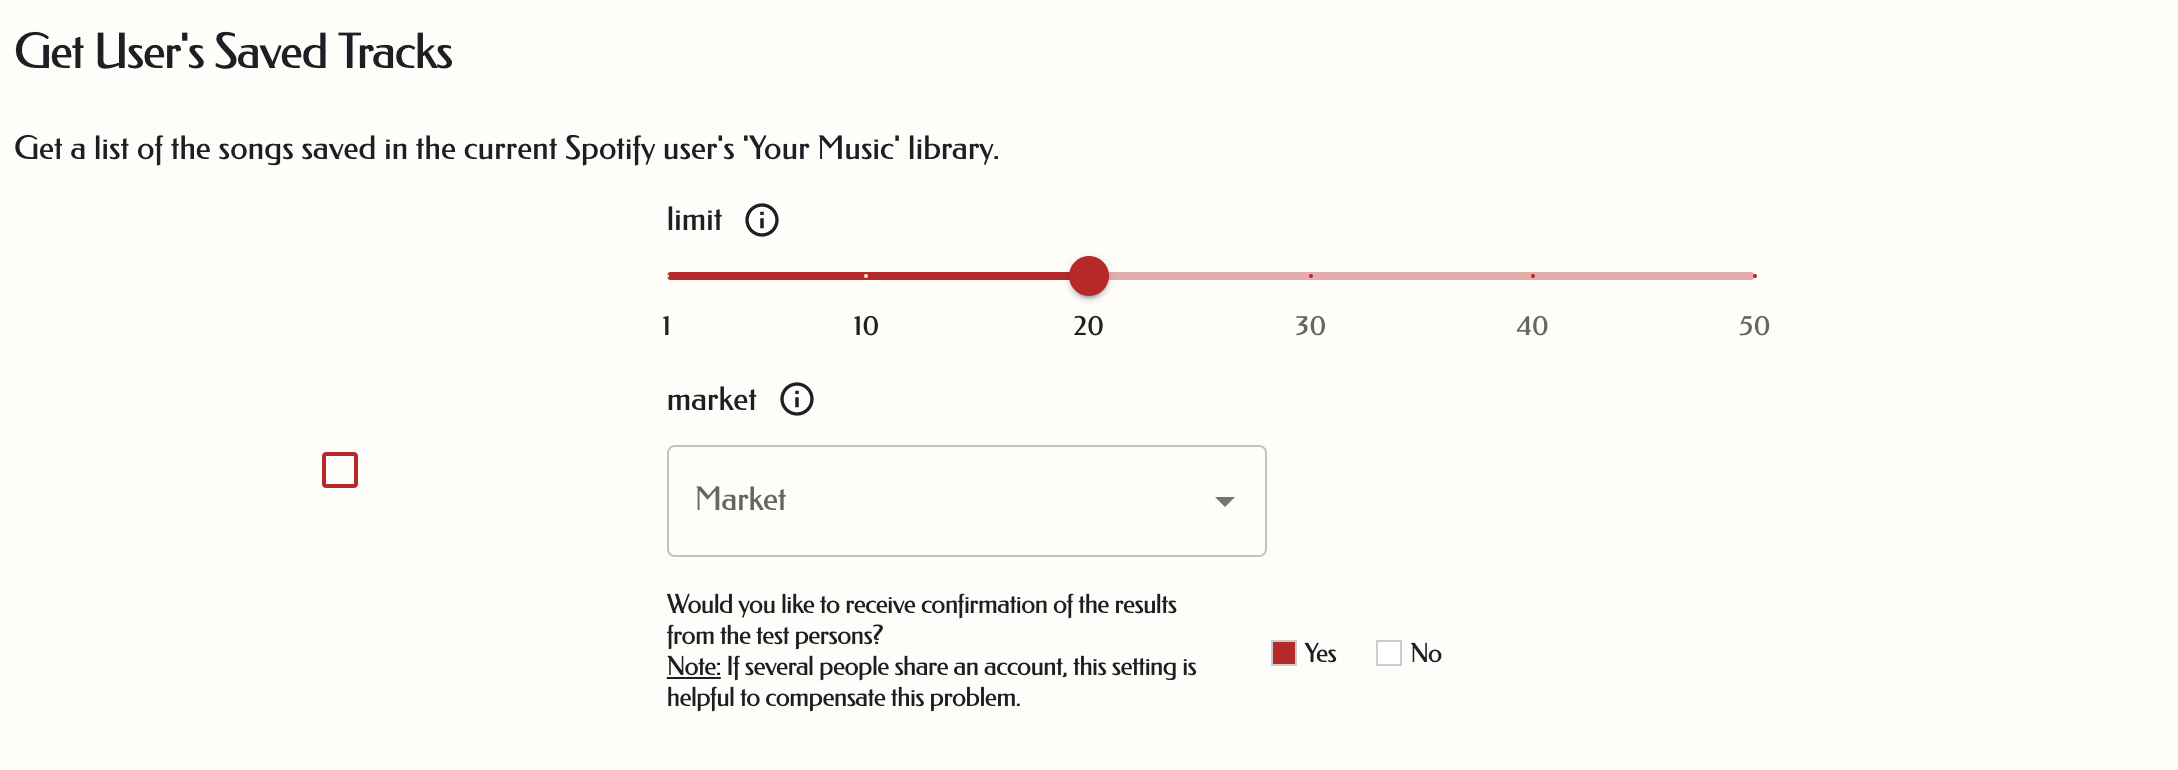 Get User's Saved Tracks
Get a list of the songs saved in the current Spotify user's 'Your Music' library.
limit
1 10 20 30 40 50
market
Market
Would you like to receive confirmation of the results
from the test persons?
Note: If several people share an account, this setting is
helpful to compensate this problem.
Yes No